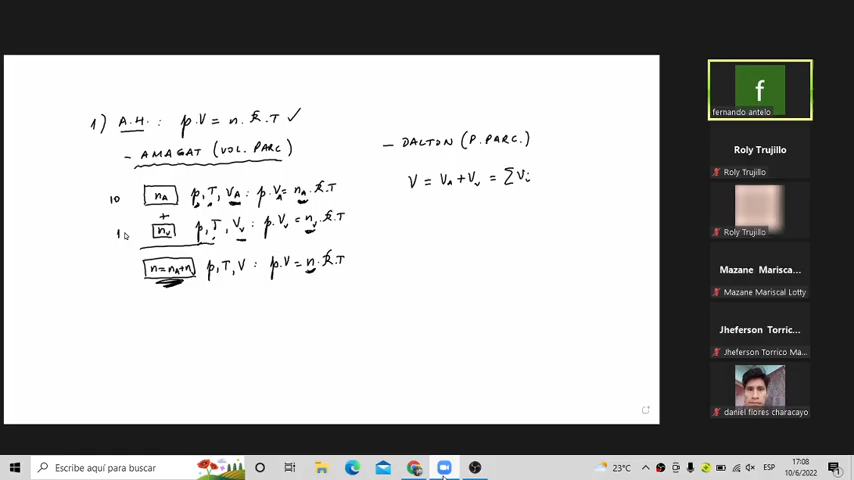 1) A.H. : p.V = n.R.T ✓
- AMAGAT (VOL. PARC)
10 nA p, T, VA : p.VA = nA.R.T
+
1 nv p, T, Vv : p.Vv = nv.R.T
n=nA+nv p, T, V : p.V = n.R.T
- DALTON (P. PARC.)
V = VA + Vv = ∑Vi
f
fernando antelo
Roly Trujillo
Roly Trujillo
Roly Trujillo
Mazane Marisca...
Mazane Mariscal Lotty
Jheferson Torric...
Jheferson Torrico Ma...
daniel flores characayo
Escribe aquí para buscar
23°C
ESP
17:08
10/6/2022
1